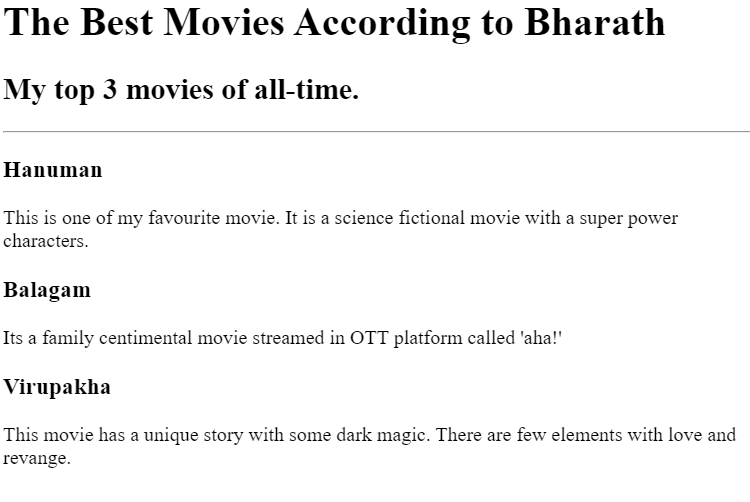 The Best Movies According to Bharath
My top 3 movies of all-time.
Hanuman
This is one of my favourite movie. It is a science fictional movie with a super power
characters.
Balagam
Its a family centimental movie streamed in OTT platform called 'aha!'
Virupakha
This movie has a unique story with some dark magic. There are few elements with love and
revange.